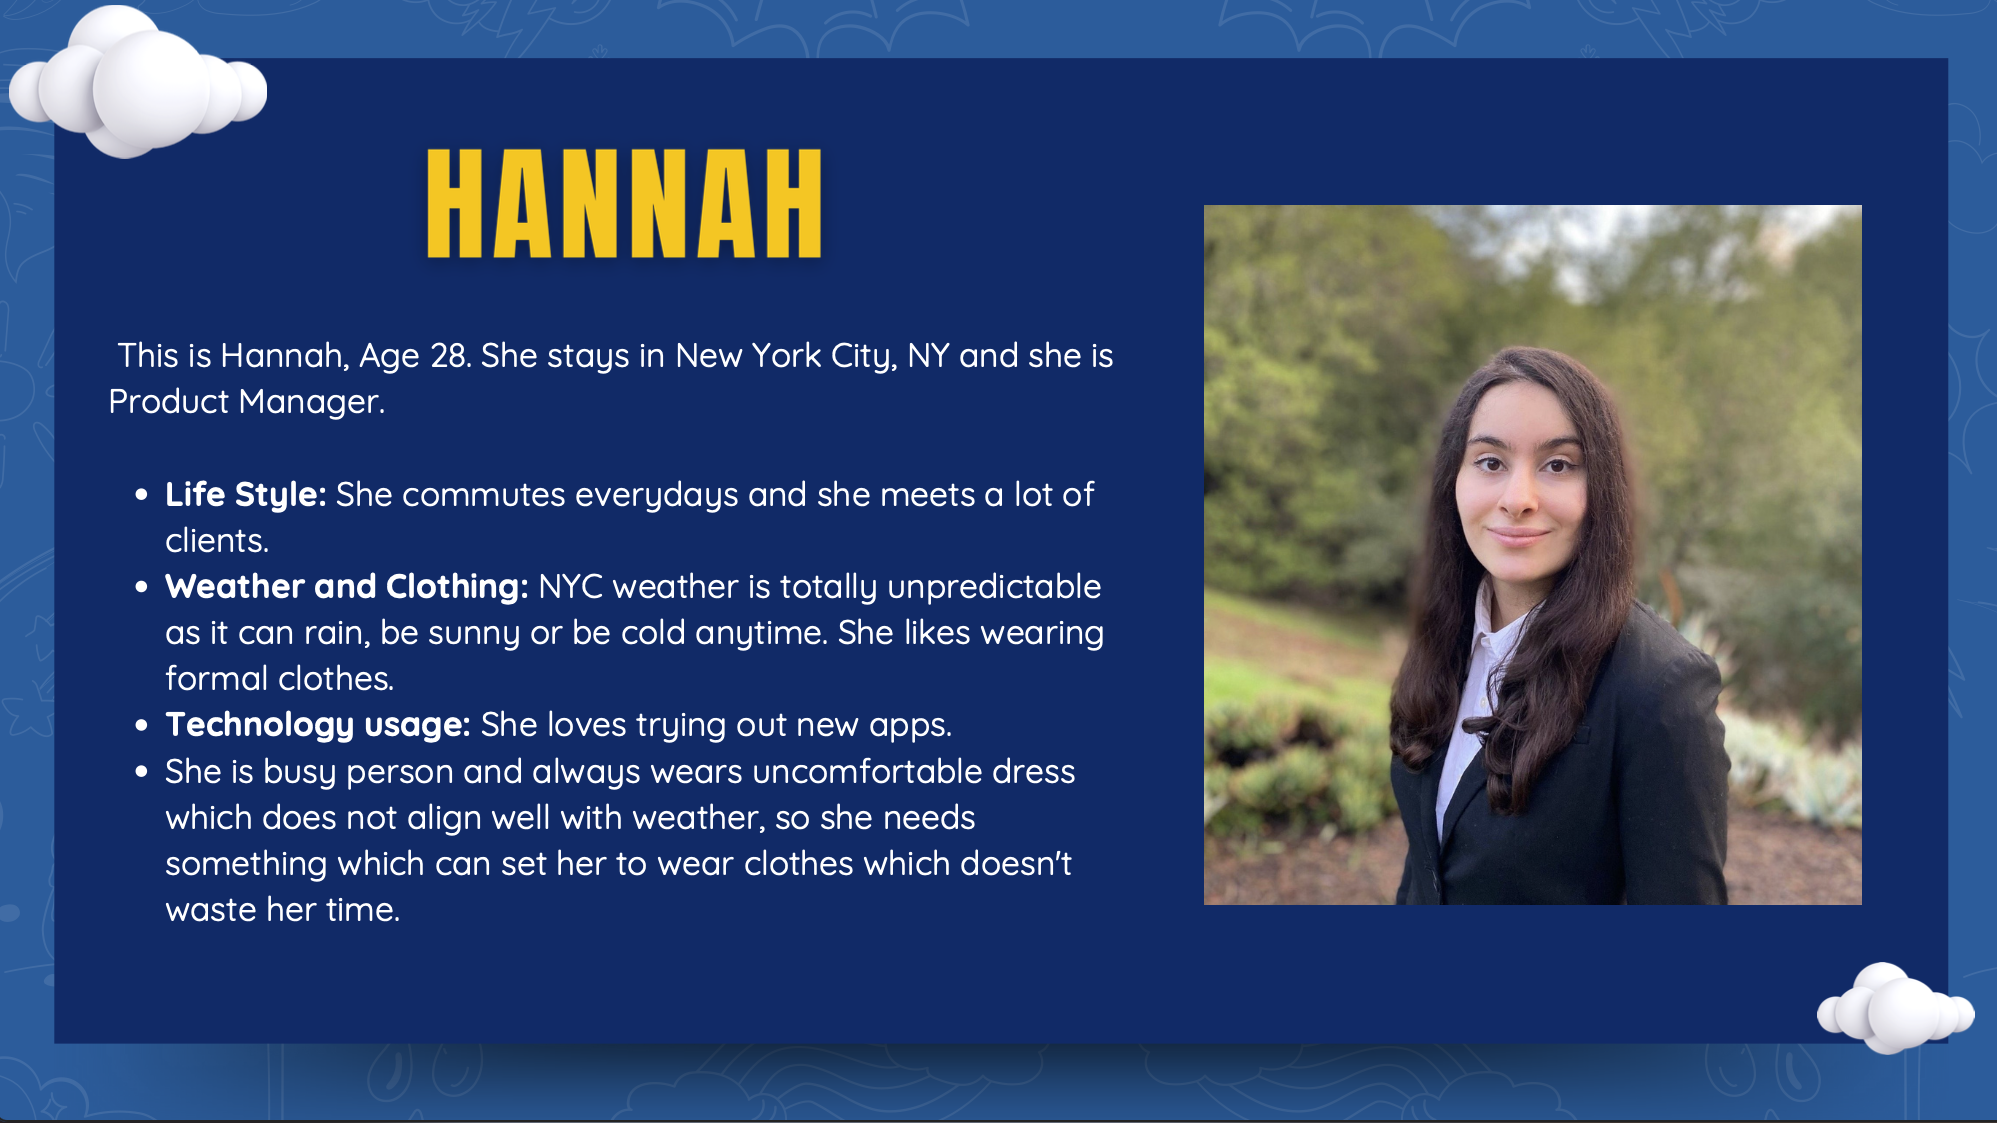 HANNAH
This is Hannah, Age 28. She stays in New York City, NY and she is
Product Manager.
• Life Style: She commutes everydays and she meets a lot of
clients.
• Weather and Clothing: NYC weather is totally unpredictable
as it can rain, be sunny or be cold anytime. She likes wearing
formal clothes.
• Technology usage: She loves trying out new apps.
• She is busy person and always wears uncomfortable dress
which does not align well with weather, so she needs
something which can set her to wear clothes which doesn't
waste her time.